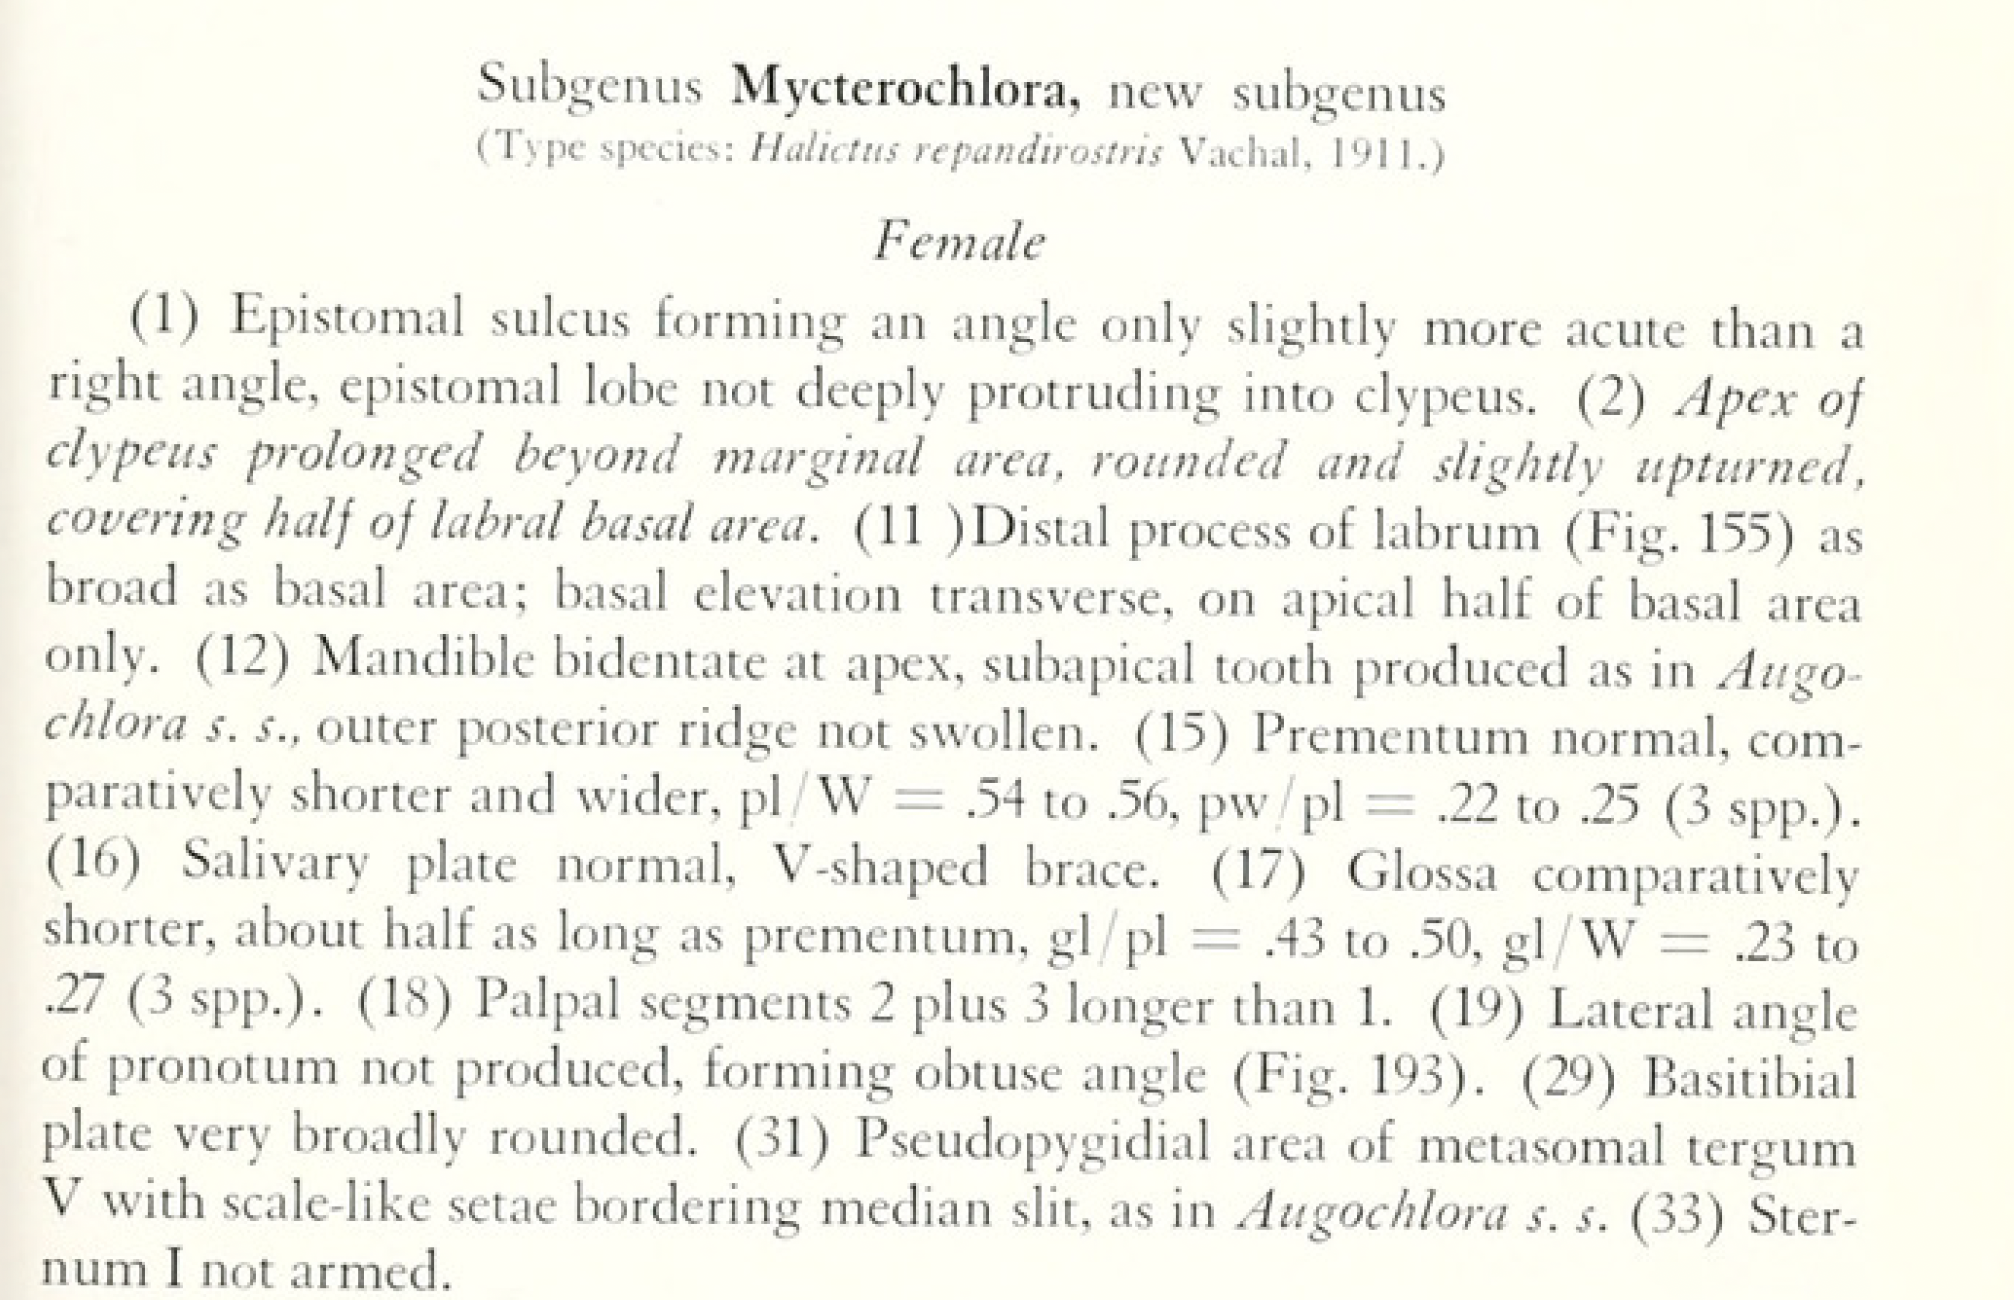 Subgenus Mycterochlora, new subgenus
(Type species: Halictus repandirostris Vachal, 1911.)
Female
(1) Epistomal sulcus forming an angle only slightly more acute than a
right angle, epistomal lobe not deeply protruding into clypeus. (2) Apex of
clypeus prolonged beyond marginal area, rounded and slightly upturned,
covering half of labral basal area. (11 )Distal process of labrum (Fig. 155) as
broad as basal area; basal elevation transverse, on apical half of basal area
only. (12) Mandible bidentate at apex, subapical tooth produced as in Augo-
chlora s. s., outer posterior ridge not swollen. (15) Prementum normal, com-
paratively shorter and wider, pl/W = .54 to .56, pw/pl = .22 to .25 (3 spp.).
(16) Salivary plate normal, V-shaped brace. (17) Glossa comparatively
shorter, about half as long as prementum, gl/pl = .43 to .50, gl/W = .23 to
.27 (3 spp.). (18) Palpal segments 2 plus 3 longer than 1. (19) Lateral angle
of pronotum not produced, forming obtuse angle (Fig. 193). (29) Basitibial
plate very broadly rounded. (31) Pseudopygidial area of metasomal tergum
V with scale-like setae bordering median slit, as in Augochlora s. s. (33) Ster-
num I not armed.